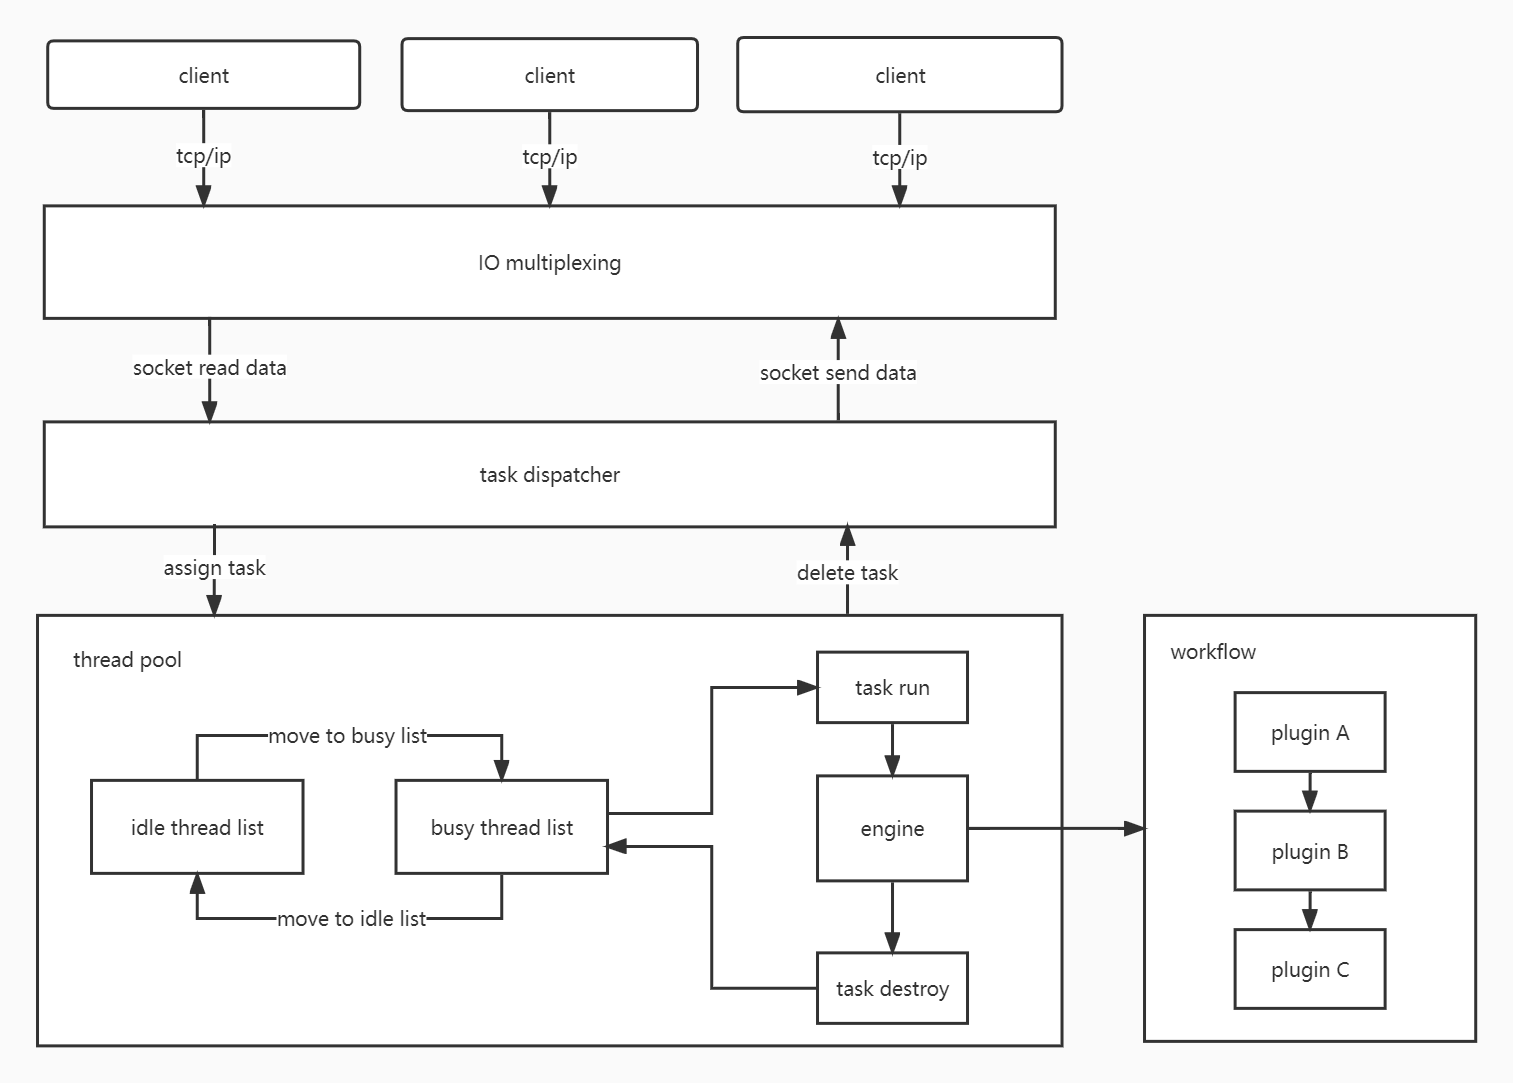 client
client
client
tcp/ip
tcp/ip
tcp/ip
IO multiplexing
socket read data
socket send data
task dispatcher
assign task
delete task
thread pool
move to busy list
idle thread list
busy thread list
move to idle list
task run
engine
task destroy
workflow
plugin A
plugin B
plugin C